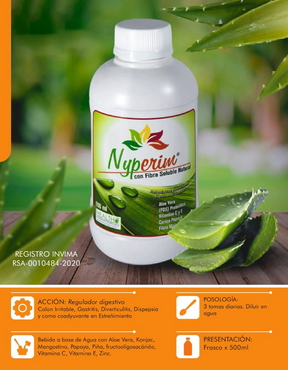 Nyperim®
con Fibra Soluble Natural
Aloe Vera
Vitamina C y E
REGISTRO INVIMA
RSA-0010484-2020
ACCIÓN: Regulador digestivo
Colon Irritable, Gastritis, Diverticulitis, Dispepsia
y como coadyuvante en Estreñimiento
POSOLOGÍA:
3 tomas diarias. Diluir en
agua
Bebida a base de Agua con Aloe Vera, Konjac,
Mangostino, Papaya, Piña, fructooligosacárido,
Vitamina C, Vitamina E, Zinc.
PRESENTACIÓN:
Frasco x 500ml